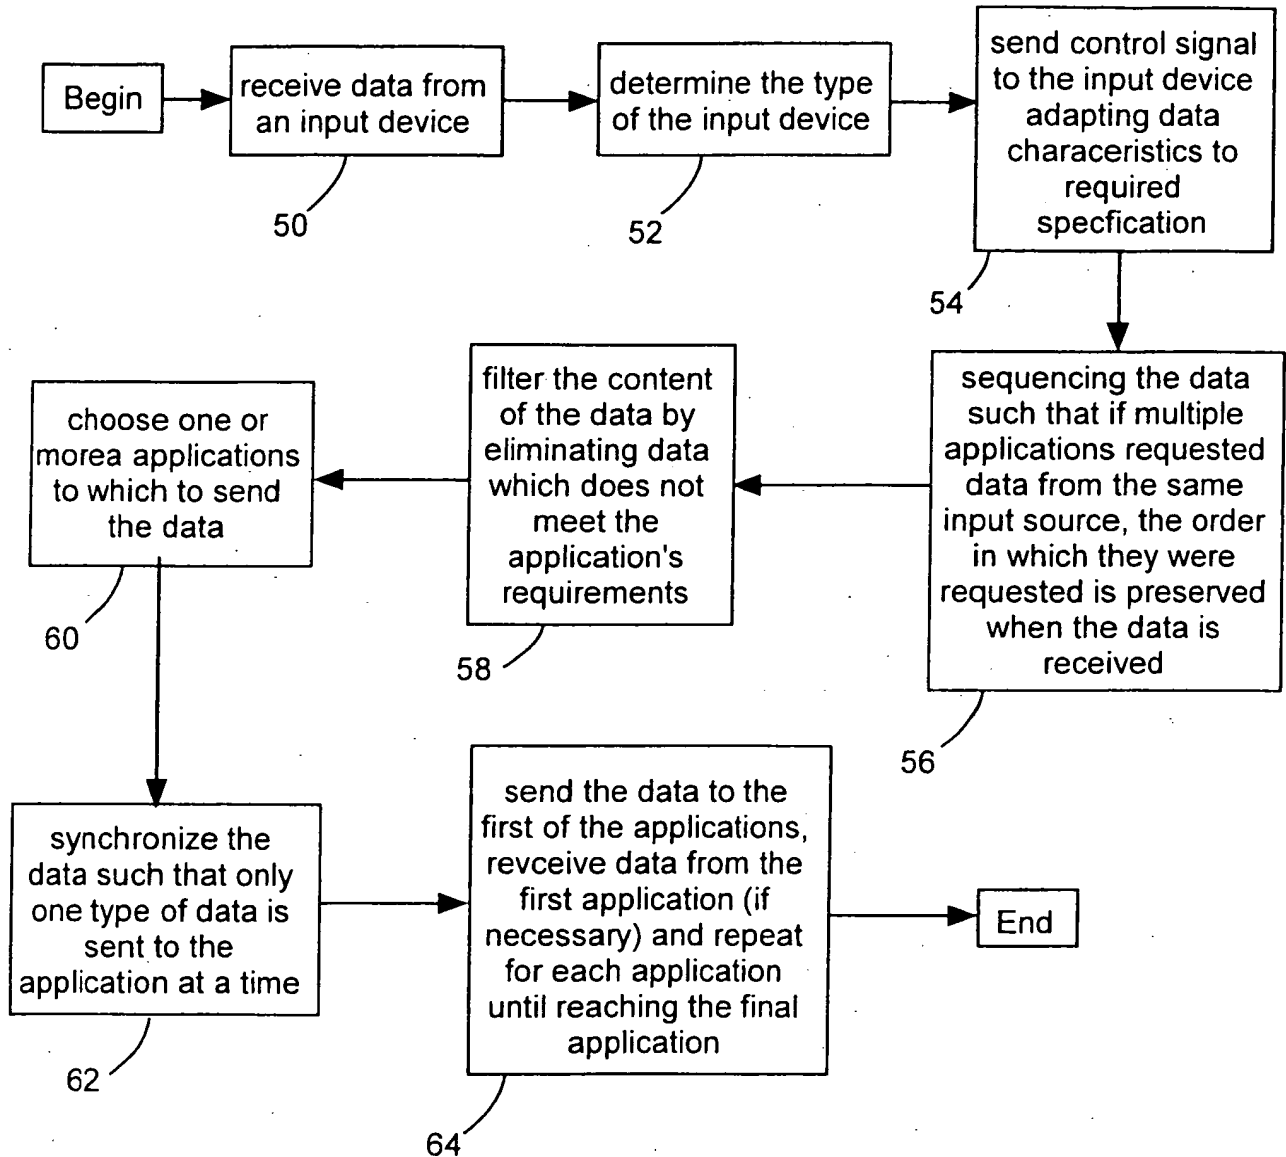 Begin
receive data from
an input device
50
determine the type
of the input device
52
send control signal
to the input device
adapting data
characeristics to
required
specfication
54
sequencing the data
such that if multiple
applications requested
data from the same
input source, the order
in which they were
requested is preserved
when the data is
received
56
filter the content
of the data by
eliminating data
which does not
meet the
application's
requirements
58
choose one or
morea applications
to which to send
the data
60
synchronize the
data such that only
one type of data is
sent to the
application at a time
62
send the data to the
first of the applications,
revceive data from the
first application (if
necessary) and repeat
for each application
until reaching the final
application
64
End